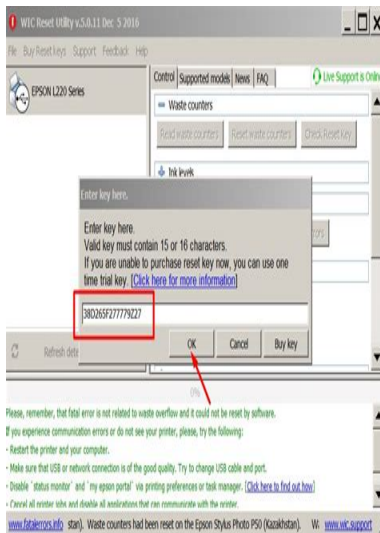 WIC Reset Utility v.5.0.11 Dec 5 2016
File Buy Reset keys Support Feedback Help
Control Supported models News FAQ Live Support is Onlin
EPSON L220 Series
Waste counters
Read waste counters Reset waste counters Check Reset Key
Ink levels
Enter key here.
Enter key here.
Valid key must contain 15 or 16 characters.
If you are unable to purchase reset key now, you can use one
time trial key. [Click here for more information]
38D265F277779Z27
OK Cancel Buy key
Refresh dete
0%
Please, remember, that fatal error is not related to waste overflow and it could not be reset by software.
If you experience communication errors or do not see your printer, please, try the following:
- Restart the printer and your computer.
- Make sure that USB or network connection is of the good quality. Try to change USB cable and port.
- Disable `status monitor` and `my epson portal` via printing preferences or task manager. [Click here to find out how]
- Cancel all printer jobs and disable all applications that can communicate with the printer.
www.fatalerrors.info stan). Waste counters had been reset on the Epson Stylus Photo P50 (Kazakhstan). W: www.wic.support